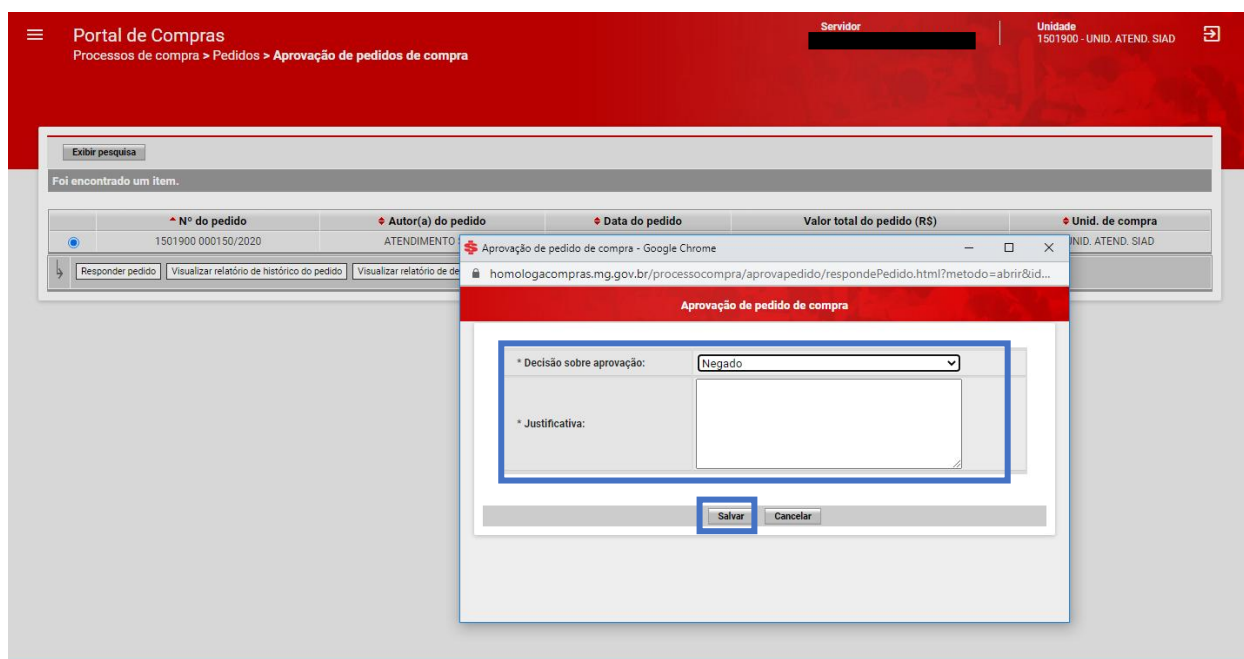 Portal de Compras
Processos de compra > Pedidos > Aprovação de pedidos de compra
Servidor
Unidade
1501900 - UNID. ATEND. SIAD
Exibir pesquisa
Foi encontrado um item.
Nº do pedido Autor(a) do pedido Data do pedido Valor total do pedido (R$) Unid. de compra
1501900 000150/2020 ATENDIMENTO UNID. ATEND. SIAD
Responder pedido Visualizar relatório de histórico do pedido Visualizar relatório de de
Aprovação de pedido de compra - Google Chrome
homologacompras.mg.gov.br/processocompra/aprovapedido/respondePedido.html?metodo=abrir&id...
Aprovação de pedido de compra
* Decisão sobre aprovação: Negado
* Justificativa:
Salvar Cancelar